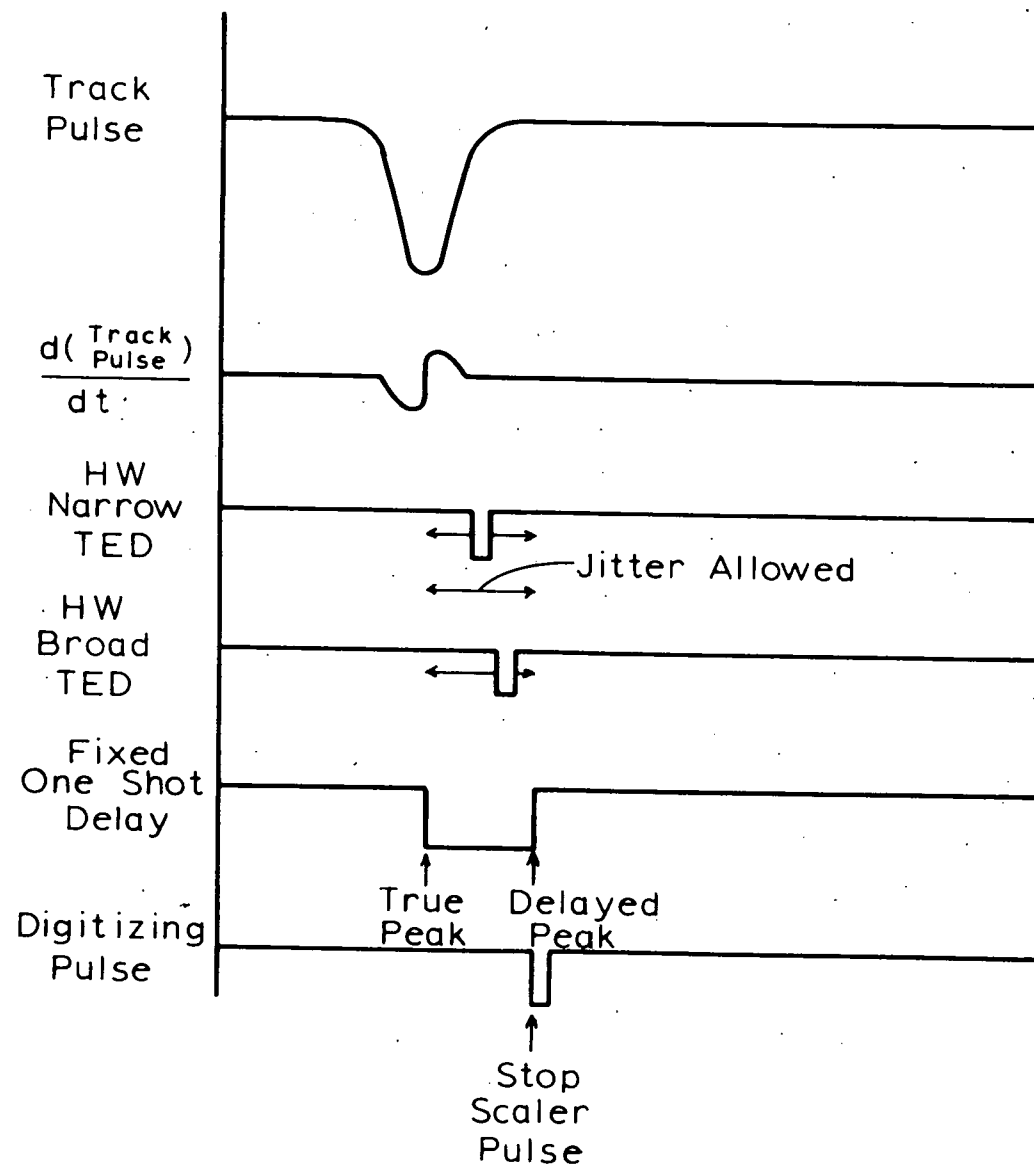 Track
Pulse
d( Track
Pulse )
dt
HW
Narrow
TED
Jitter Allowed
HW
Broad
TED
Fixed
One Shot
Delay
True
Peak
Delayed
Peak
Digitizing
Pulse
Stop
Scaler
Pulse